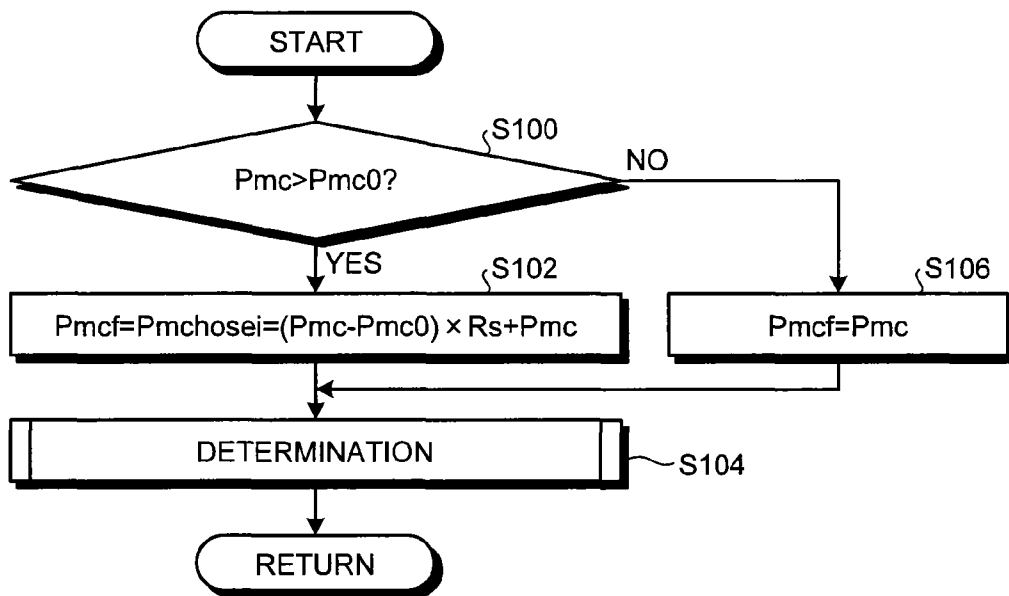 START
S100
Pmc>Pmc0?
NO
YES
S102
Pmcf=Pmchosei=(Pmc-Pmc0)×Rs+Pmc
S106
Pmcf=Pmc
DETERMINATION
S104
RETURN